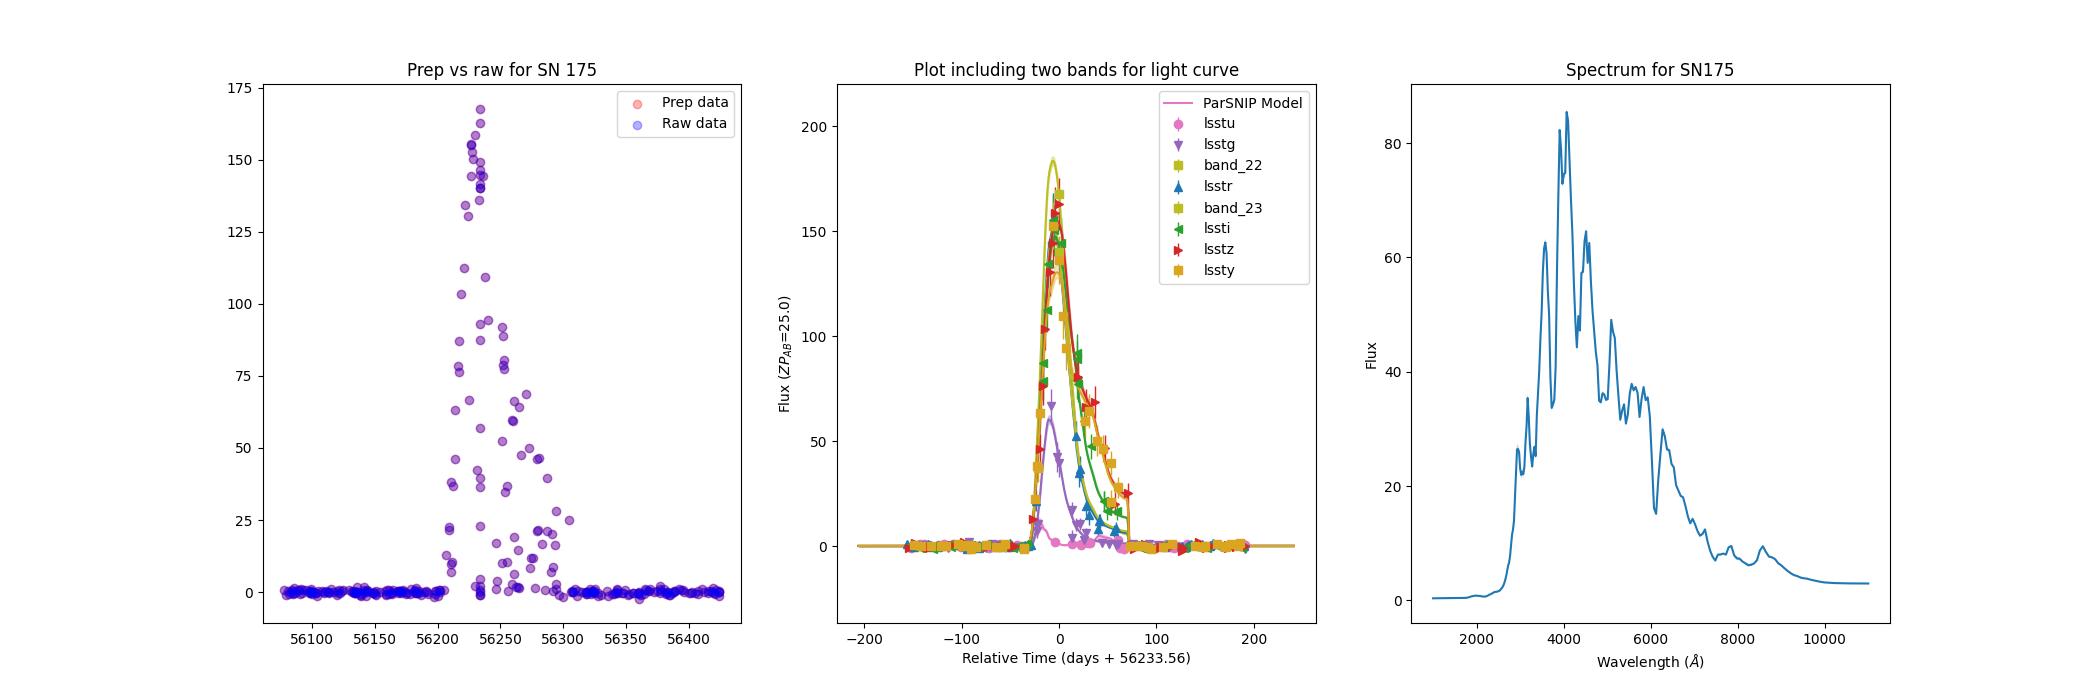 Prep vs raw for SN 175
175
150
125
100
75
50
25
0
56100 56150 56200 56250 56300 56350 56400
Prep data
Raw data
Plot including two bands for light curve
Flux (ZP_AB=25.0)
200
150
100
50
0
−200 −100 0 100 200
Relative Time (days + 56233.56)
ParSNIP Model
lsstu
lsstg
band_22
lsstr
band_23
lssti
lsstz
lssty
Spectrum for SN175
Flux
80
60
40
20
0
2000 4000 6000 8000 10000
Wavelength (Å)